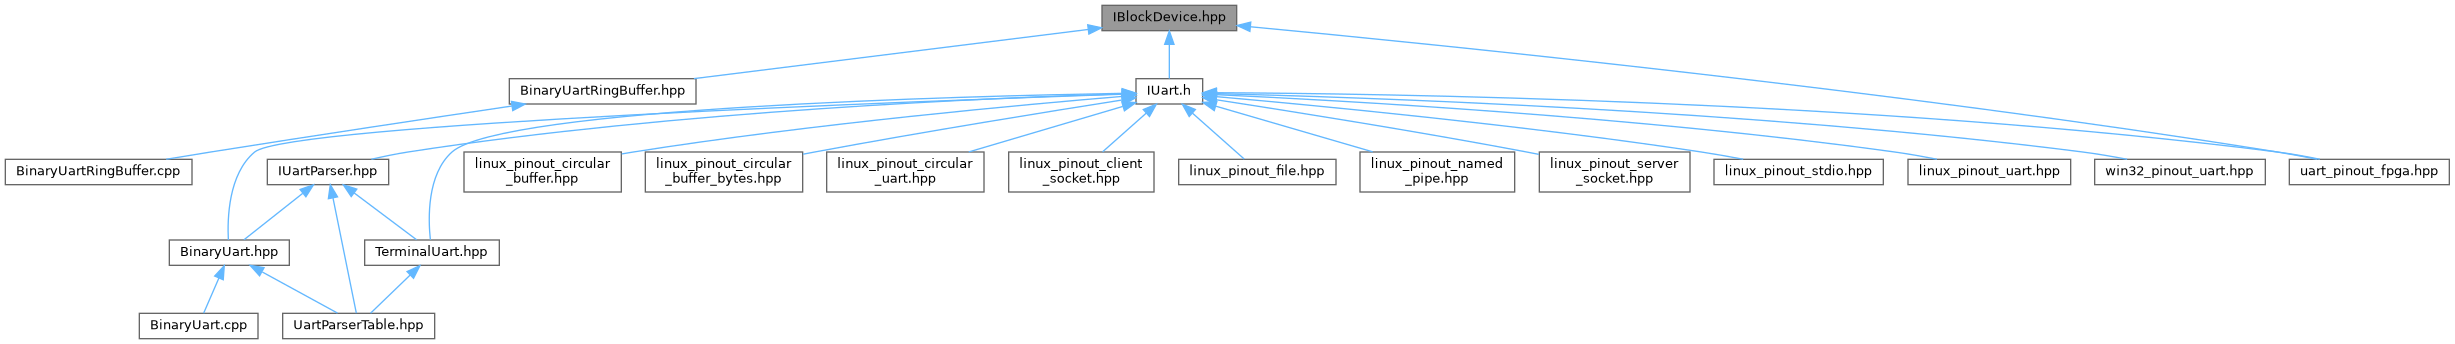 IBlockDevice.hpp
BinaryUartRingBuffer.hpp
IUart.h
BinaryUartRingBuffer.cpp
IUartParser.hpp
linux_pinout_circular
_buffer.hpp
linux_pinout_circular
_buffer_bytes.hpp
linux_pinout_circular
_uart.hpp
linux_pinout_client
_socket.hpp
linux_pinout_file.hpp
linux_pinout_named
_pipe.hpp
linux_pinout_server
_socket.hpp
linux_pinout_stdio.hpp
linux_pinout_uart.hpp
win32_pinout_uart.hpp
uart_pinout_fpga.hpp
BinaryUart.hpp
TerminalUart.hpp
BinaryUart.cpp
UartParserTable.hpp